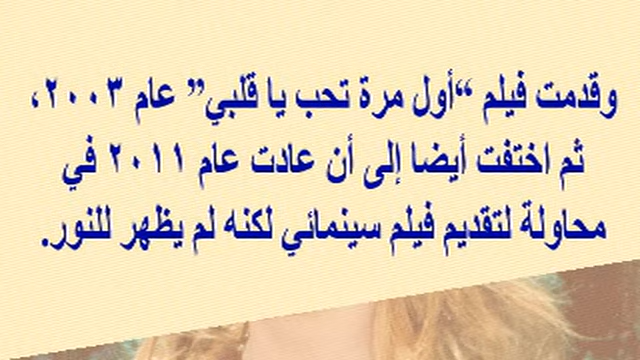 وقدمت فيلم “أول مرة تحب يا قلبي” عام ٢٠٠٣،
ثم اختفت أيضا إلى أن عادت عام ٢٠١١ في
محاولة لتقديم فيلم سينمائي لكنه لم يظهر للنور.